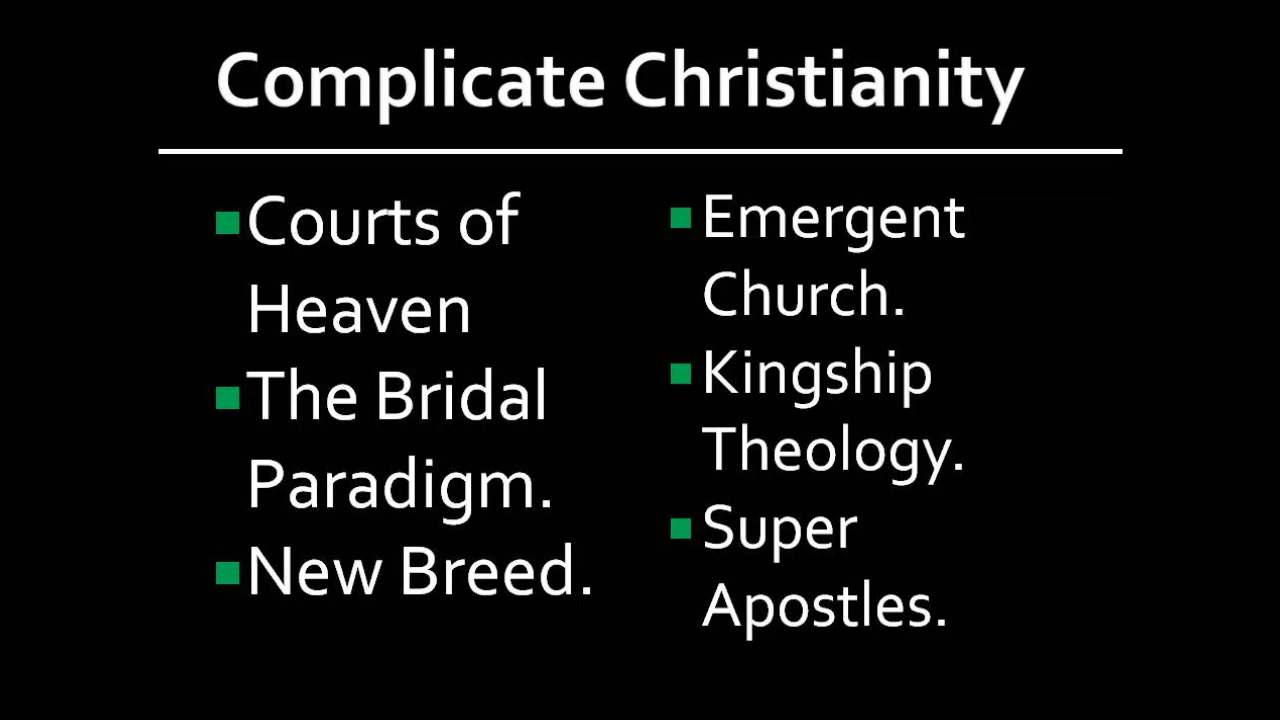 Complicate Christianity
Courts of
Heaven
The Bridal
Paradigm.
New Breed.
Emergent
Church.
Kingship
Theology.
Super
Apostles.